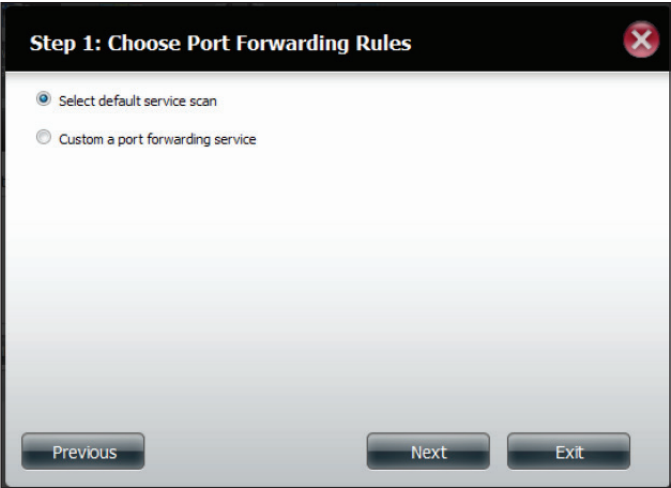 Step 1: Choose Port Forwarding Rules
Select default service scan
Custom a port forwarding service
Previous
Next
Exit